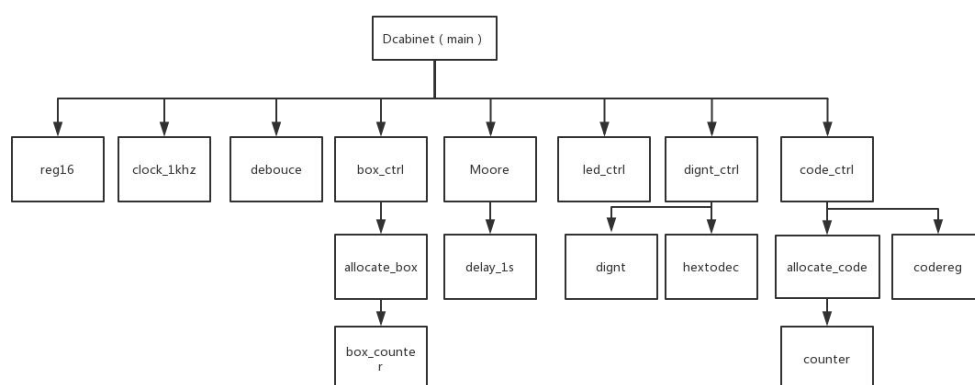 Dcabinet ( main )
reg16
clock_1khz
debouce
box_ctrl
Moore
led_ctrl
dignt_ctrl
code_ctrl
allocate_box
delay_1s
dignt
hextodec
allocate_code
codereg
box_counte
r
counter